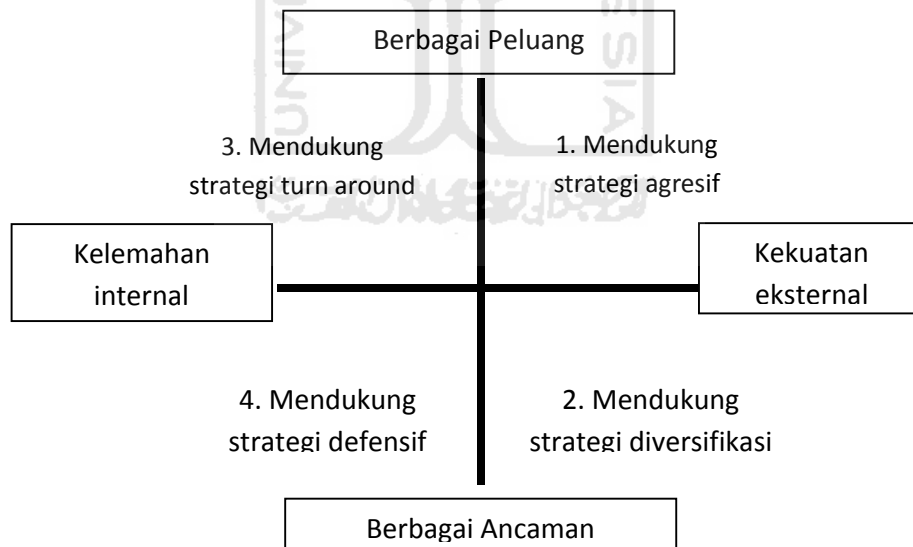 Berbagai Peluang
3. Mendukung
strategi turn around
1. Mendukung
strategi agresif
Kelemahan
internal
Kekuatan
eksternal
4. Mendukung
strategi defensif
2. Mendukung
strategi diversifikasi
Berbagai Ancaman